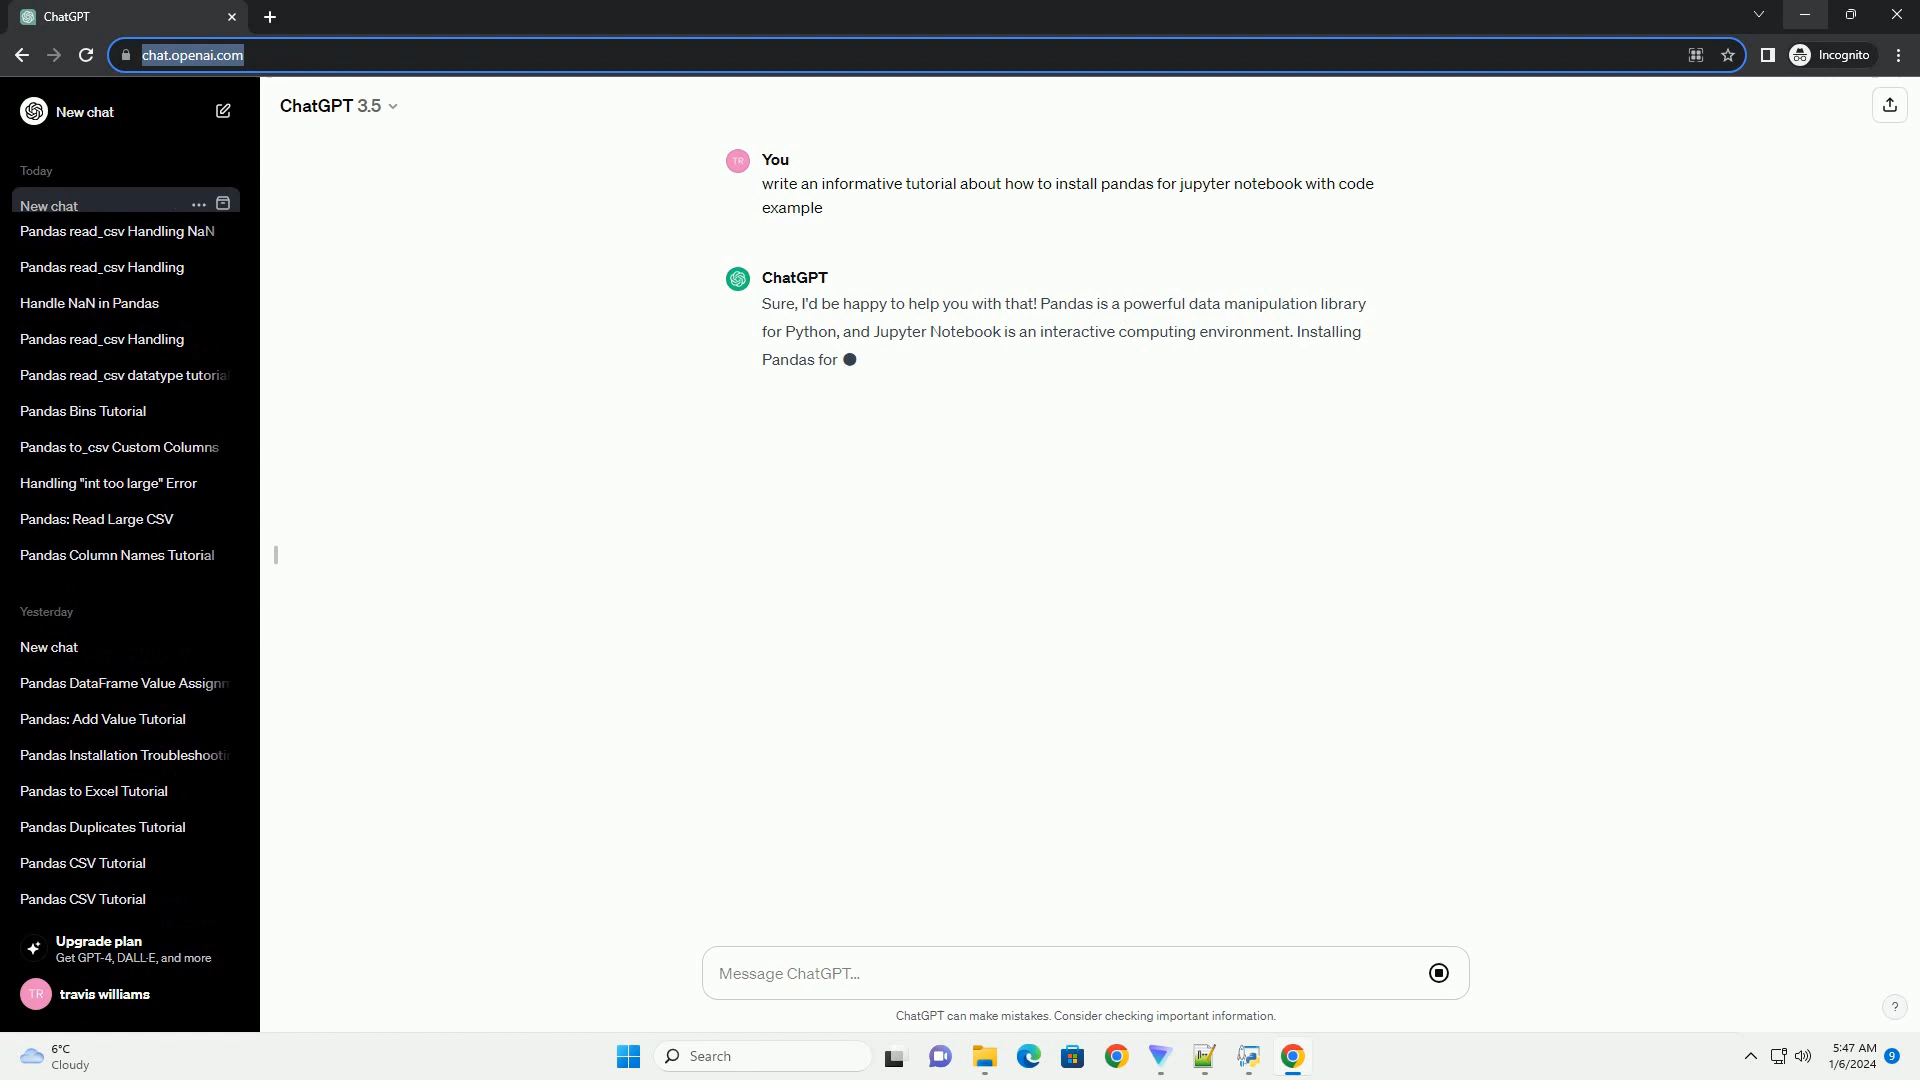 ChatGPT
chat.openai.com
Incognito
New chat
ChatGPT 3.5
Today
New chat
Pandas read_csv Handling NaN
Pandas read_csv Handling
Handle NaN in Pandas
Pandas read_csv Handling
Pandas read_csv datatype tutorial
Pandas Bins Tutorial
Pandas to_csv Custom Columns
Handling "int too large" Error
Pandas: Read Large CSV
Pandas Column Names Tutorial
Yesterday
New chat
Pandas DataFrame Value Assignm
Pandas: Add Value Tutorial
Pandas Installation Troubleshootin
Pandas to Excel Tutorial
Pandas Duplicates Tutorial
Pandas CSV Tutorial
Pandas CSV Tutorial
Upgrade plan
Get GPT-4, DALL·E, and more
TR
travis williams
TR
You
write an informative tutorial about how to install pandas for jupyter notebook with code
example
ChatGPT
Sure, I'd be happy to help you with that! Pandas is a powerful data manipulation library
for Python, and Jupyter Notebook is an interactive computing environment. Installing
Pandas for
Message ChatGPT...
ChatGPT can make mistakes. Consider checking important information.
?
6°C
Cloudy
Search
5:47 AM
1/6/2024
9